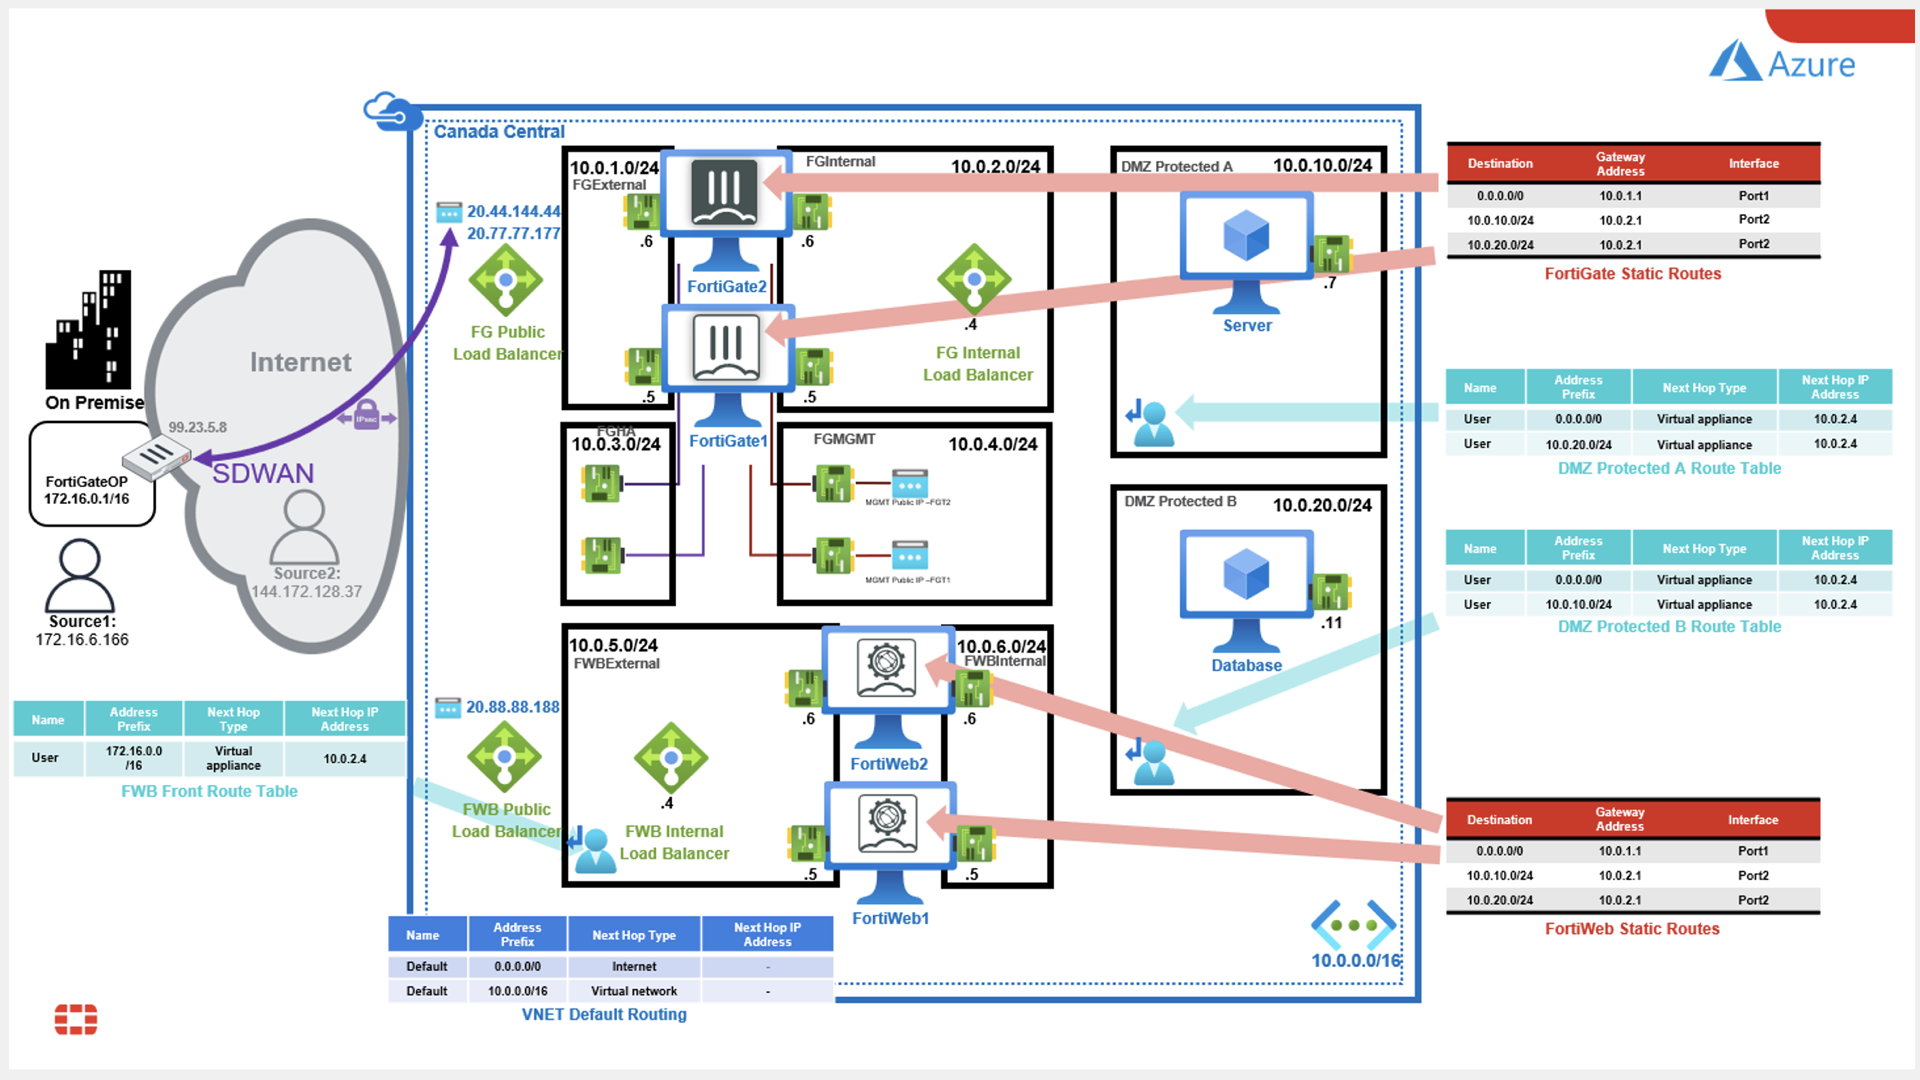 Azure
Canada Central
10.0.1.0/24
FGExternal
FGInternal
10.0.2.0/24
DMZ Protected A
10.0.10.0/24
20.44.144.44
20.77.77.177
.6
.6
FortiGate2
FG Public
Load Balancer
.4
FG Internal
Load Balancer
.5
.5
FortiGate1
.7
Server
Destination
Gateway
Address
Interface
0.0.0.0/0
10.0.1.1
Port1
10.0.10.0/24
10.0.2.1
Port2
10.0.20.0/24
10.0.2.1
Port2
FortiGate Static Routes
Internet
On Premise
99.23.5.8
IPsec
SDWAN
FortiGateOP
172.16.0.1/16
Source2:
144.172.128.37
Source1:
172.16.6.166
FGHA
10.0.3.0/24
FGMGMT
10.0.4.0/24
MGMT Public IP –FGT2
MGMT Public IP –FGT1
Name
Address
Prefix
Next Hop Type
Next Hop IP
Address
User
0.0.0.0/0
Virtual appliance
10.0.2.4
User
10.0.20.0/24
Virtual appliance
10.0.2.4
DMZ Protected A Route Table
DMZ Protected B
10.0.20.0/24
.11
Database
Name
Address
Prefix
Next Hop Type
Next Hop IP
Address
User
0.0.0.0/0
Virtual appliance
10.0.2.4
User
10.0.10.0/24
Virtual appliance
10.0.2.4
DMZ Protected B Route Table
10.0.5.0/24
FWBExternal
10.0.6.0/24
FWBInternal
20.88.88.188
.6
.6
FortiWeb2
.4
FWB Public
Load Balancer
FWB Internal
Load Balancer
.5
.5
FortiWeb1
Name
Address
Prefix
Next Hop
Type
Next Hop IP
Address
User
172.16.0.0
/16
Virtual
appliance
10.0.2.4
FWB Front Route Table
Destination
Gateway
Address
Interface
0.0.0.0/0
10.0.1.1
Port1
10.0.10.0/24
10.0.2.1
Port2
10.0.20.0/24
10.0.2.1
Port2
FortiWeb Static Routes
10.0.0.0/16
Name
Address
Prefix
Next Hop Type
Next Hop IP
Address
Default
0.0.0.0/0
Internet
-
Default
10.0.0.0/16
Virtual network
-
VNET Default Routing